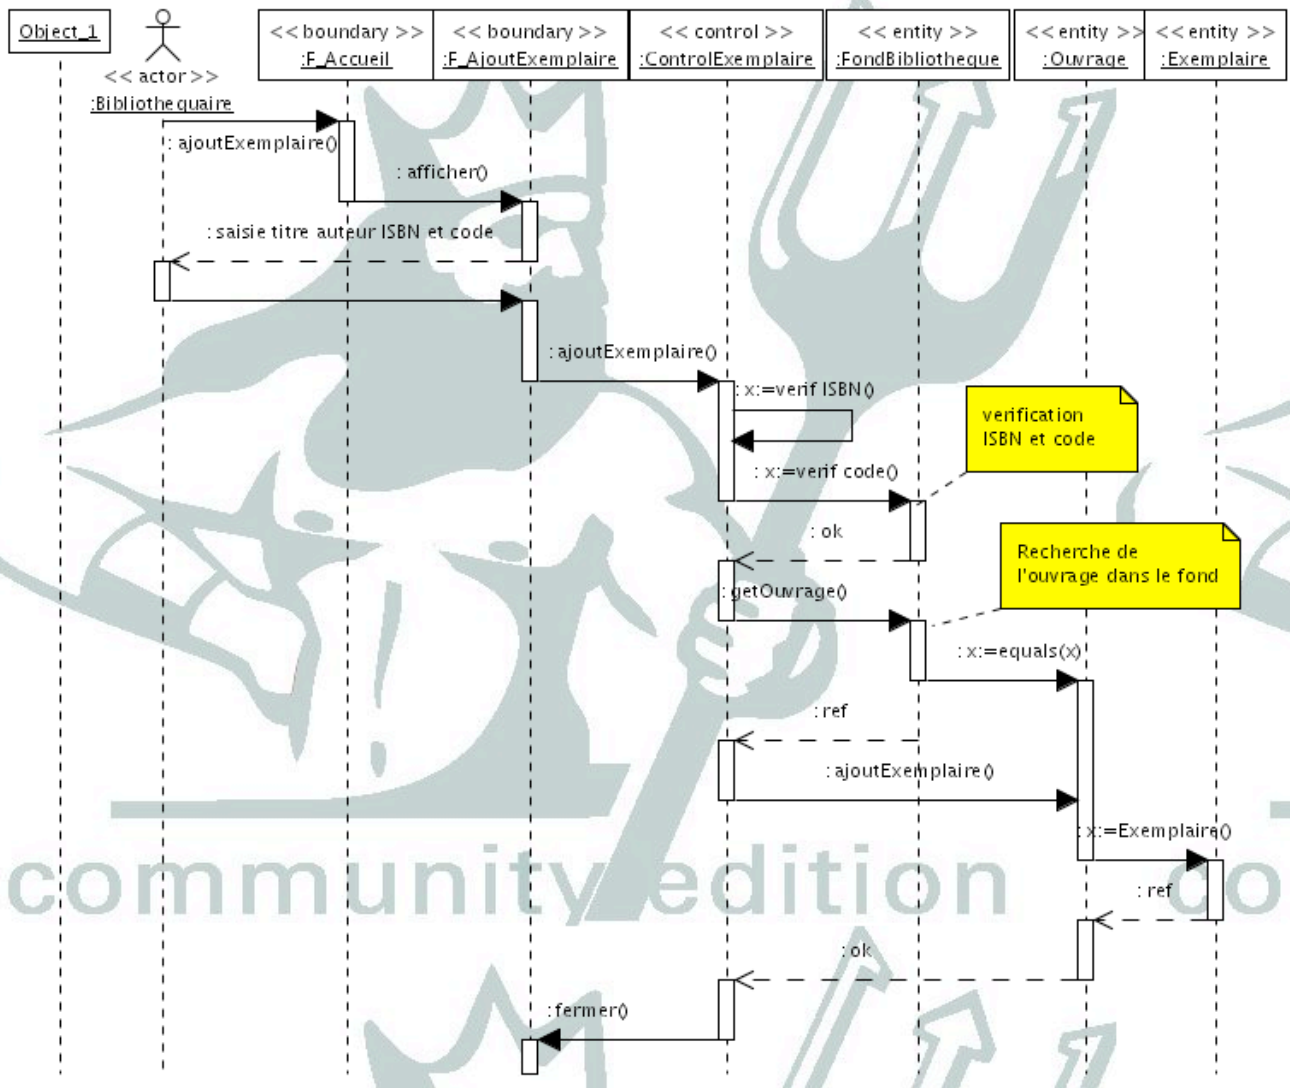 Object_1
<< actor >>
:Bibliothequaire
<< boundary >>
:F_Accueil
<< boundary >>
:F_AjoutExemplaire
<< control >>
:ControlExemplaire
<< entity >>
:FondBibliotheque
<< entity >>
:Ouvrage
<< entity >>
:Exemplaire
: ajoutExemplaire()
: afficher()
: saisie titre auteur ISBN et code
: ajoutExemplaire()
: x:=verif ISBN()
verification
ISBN et code
: x:=verif code()
: ok
Recherche de
l'ouvrage dans le fond
: getOuvrage()
: x:=equals(x)
: ref
: ajoutExemplaire()
: x:=Exemplaire()
community edition
co
: ref
: ok
: fermer()